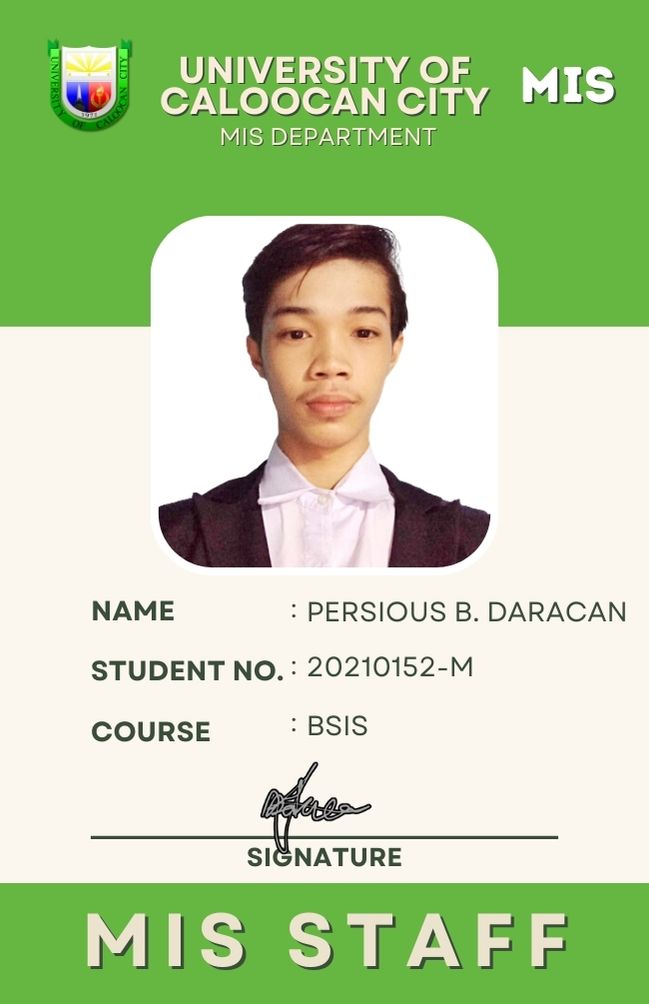 UNIVERSITY OF CALOOCAN CITY
1971
UNIVERSITY OF
CALOOCAN CITY
MIS DEPARTMENT
MIS
NAME : PERSIOUS B. DARACAN
STUDENT NO. : 20210152-M
COURSE : BSIS
SIGNATURE
MIS STAFF